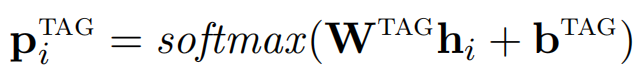 p_i^TAG = softmax(W^TAG h_i + b^TAG)